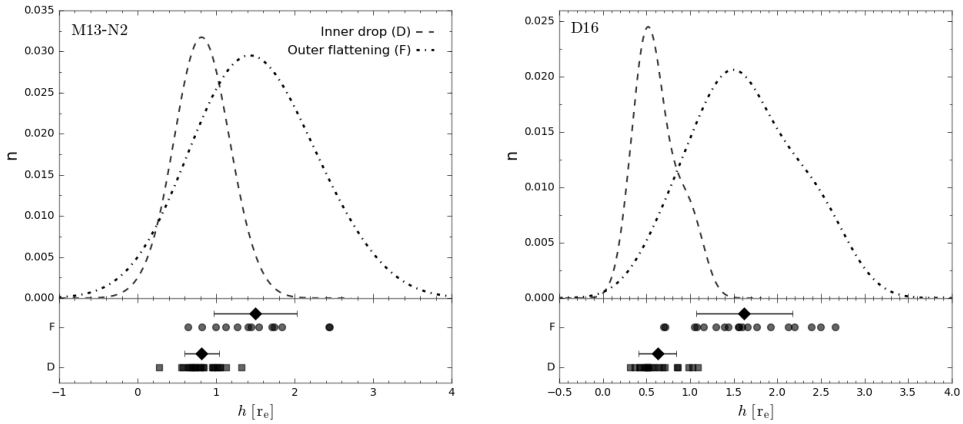 M13-N2
Inner drop (D)
Outer flattening (F)
n
0.035
0.030
0.025
0.020
0.015
0.010
0.005
0.000
F
D
−1
0
1
2
3
4
h [r_e]
D16
n
0.025
0.020
0.015
0.010
0.005
0.000
F
D
−0.5
0.0
0.5
1.0
1.5
2.0
2.5
3.0
3.5
4.0
h [r_e]